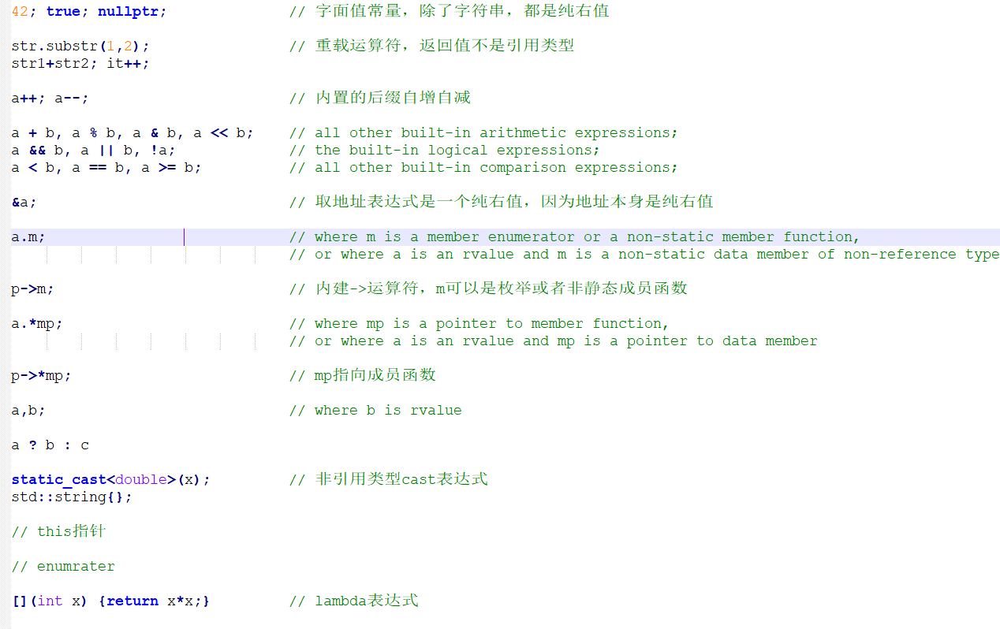 42; true; nullptr; // 字面值常量，除了字符串，都是纯右值
str.substr(1,2); // 重载运算符，返回值不是引用类型
str1+str2; it++;
a++; a--; // 内置的后缀自增自减
a + b, a % b, a & b, a << b; // all other built-in arithmetic expressions;
a && b, a || b, !a; // the built-in logical expressions;
a < b, a == b, a >= b; // all other built-in comparison expressions;
&a; // 取地址表达式是一个纯右值，因为地址本身是纯右值
a.m; // where m is a member enumerator or a non-static member function,
// or where a is an rvalue and m is a non-static data member of non-reference type
p->m; // 内建->运算符，m可以是枚举或者非静态成员函数
a.*mp; // where mp is a pointer to member function,
// or where a is an rvalue and mp is a pointer to data member
p->*mp; // mp指向成员函数
a,b; // where b is rvalue
a ? b : c
static_cast<double>(x); // 非引用类型cast表达式
std::string{};
// this指针
// enumrater
[](int x) {return x*x;} // lambda表达式